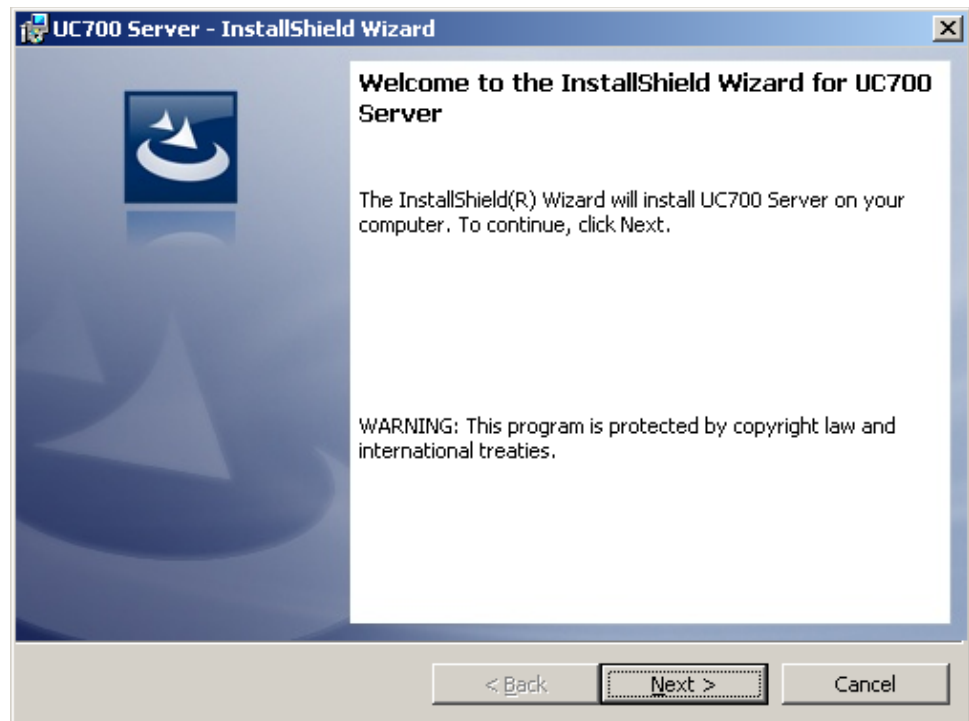 UC700 Server - InstallShield Wizard
Welcome to the InstallShield Wizard for UC700
Server
The InstallShield(R) Wizard will install UC700 Server on your
computer. To continue, click Next.
WARNING: This program is protected by copyright law and
international treaties.
< Back
Next >
Cancel